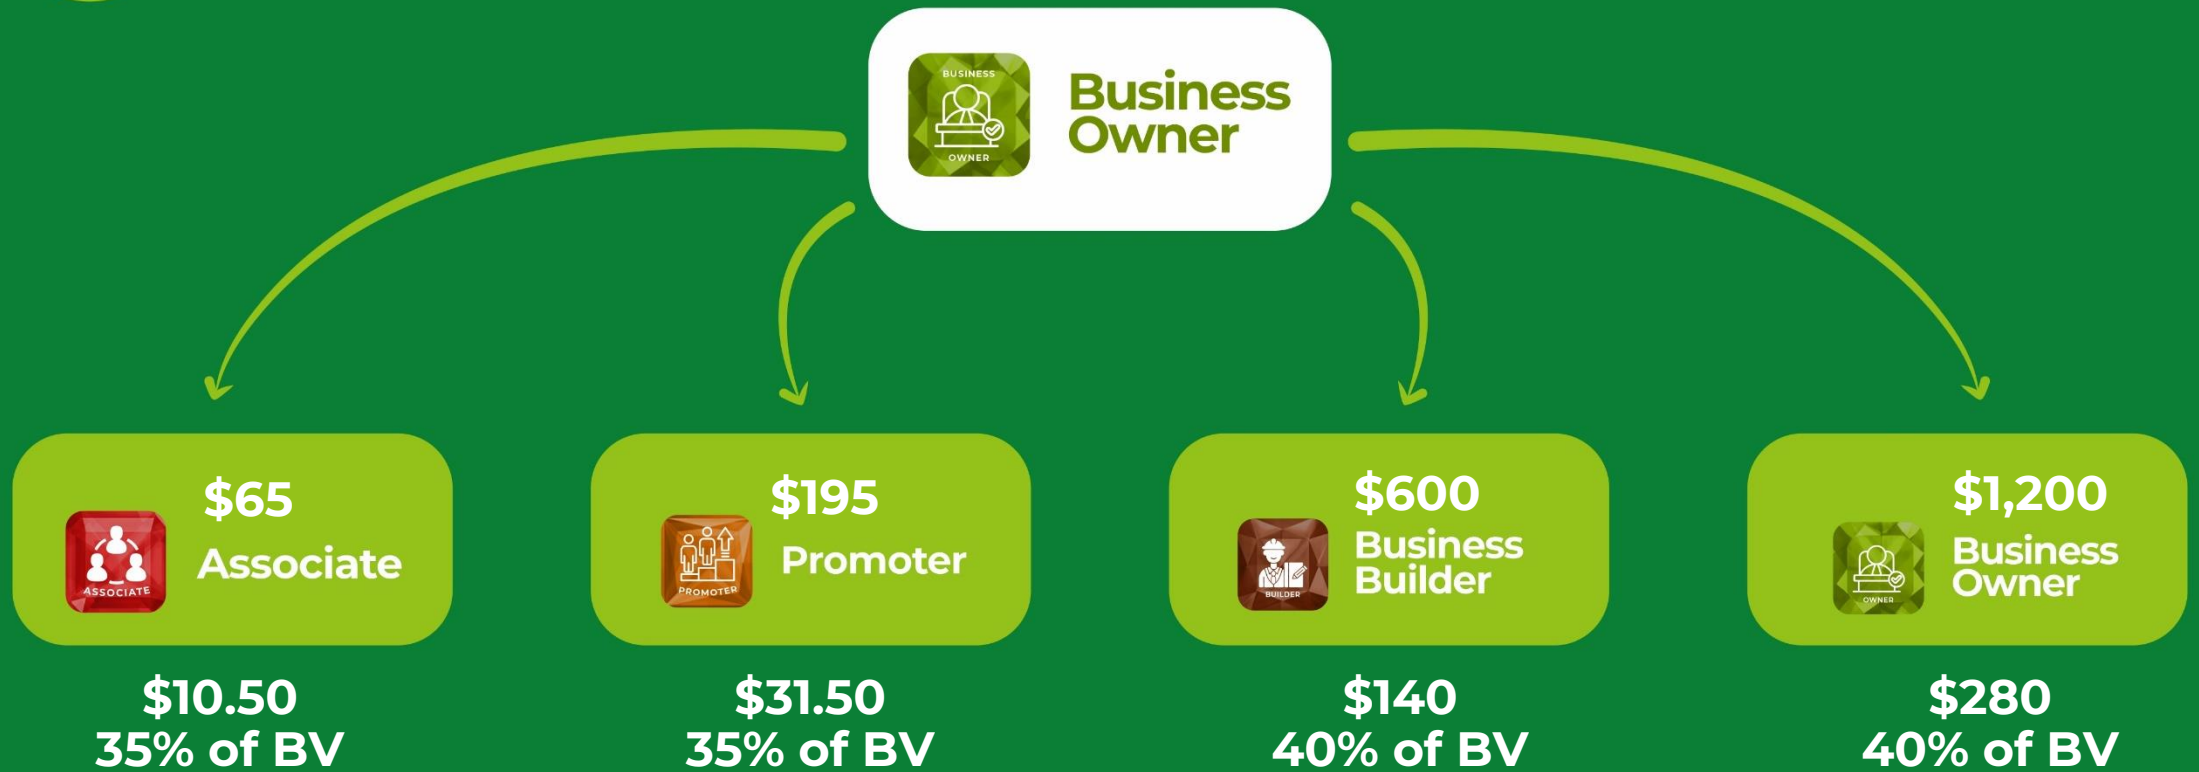 BUSINESS
OWNER
Business
Owner
$65
ASSOCIATE
Associate
$195
PROMOTER
Promoter
$600
BUILDER
Business
Builder
$1,200
OWNER
Business
Owner
$10.50
35% of BV
$31.50
35% of BV
$140
40% of BV
$280
40% of BV